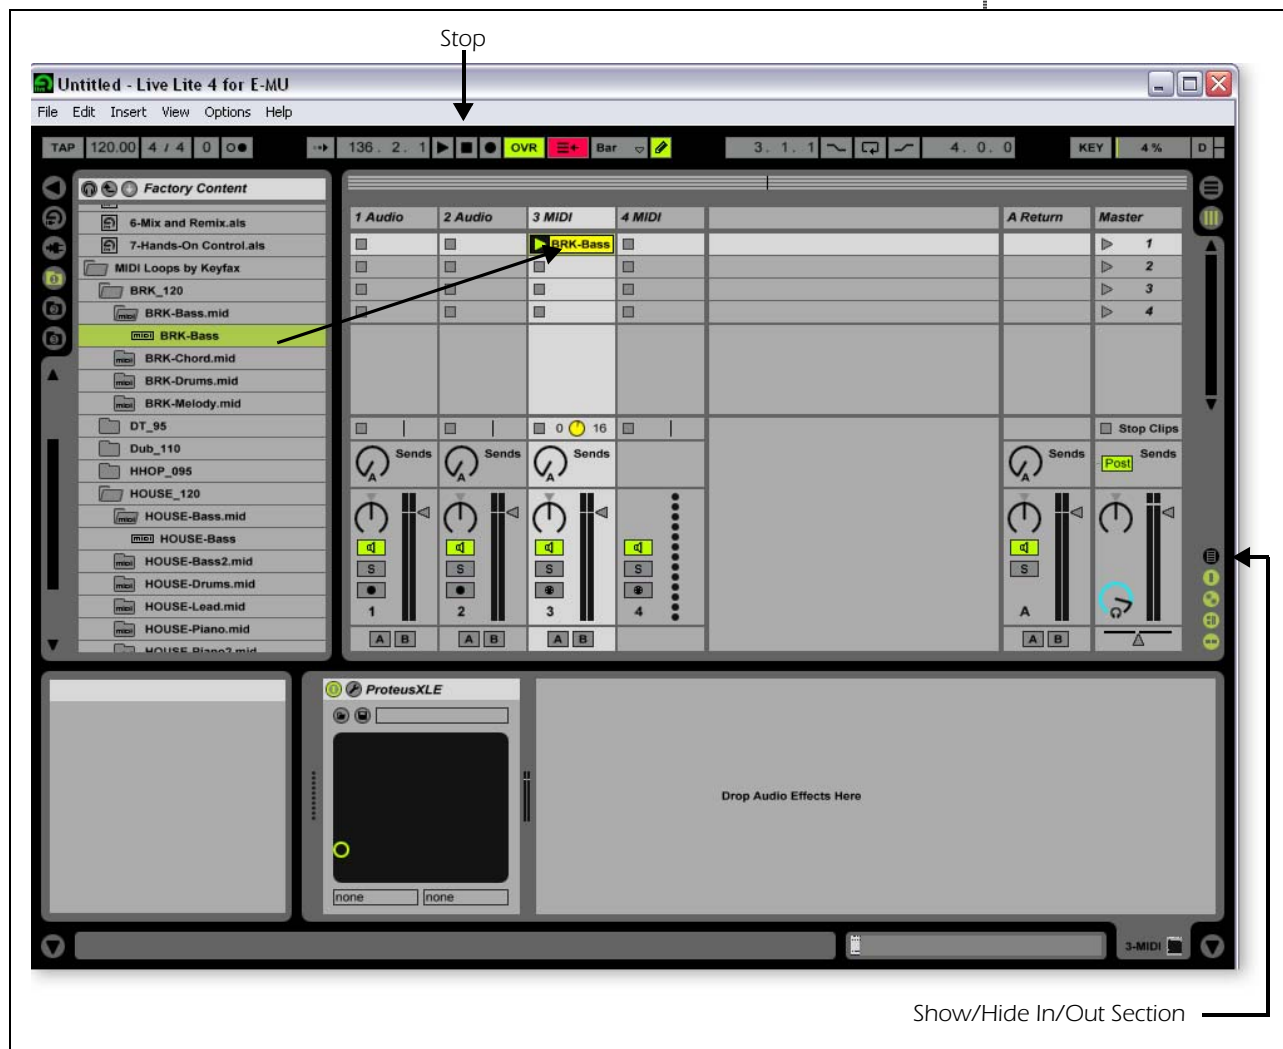 Stop
Untitled - Live Lite 4 for E-MU
File Edit Insert View Options Help
TAP 120.00 4 / 4 0 136. 2. 1 OVR Bar 3. 1. 1 4. 0. 0 KEY 4 % D
Factory Content
6-Mix and Remix.als
7-Hands-On Control.als
MIDI Loops by Keyfax
BRK_120
BRK-Bass.mid
midi BRK-Bass
BRK-Chord.mid
BRK-Drums.mid
BRK-Melody.mid
DT_95
Dub_110
HHOP_095
HOUSE_120
HOUSE-Bass.mid
midi HOUSE-Bass
HOUSE-Bass2.mid
HOUSE-Drums.mid
HOUSE-Lead.mid
HOUSE-Piano.mid
HOUSE-Piano2.mid
1 Audio 2 Audio 3 MIDI 4 MIDI A Return Master
BRK-Bass 1
2
3
4
0 16 Stop Clips
Sends Sends Sends Sends Sends
A A A A Post
S S S S S
1 2 3 4 A
A B A B A B A B
ProteusXLE
none none
Drop Audio Effects Here
3-MIDI
Show/Hide In/Out Section